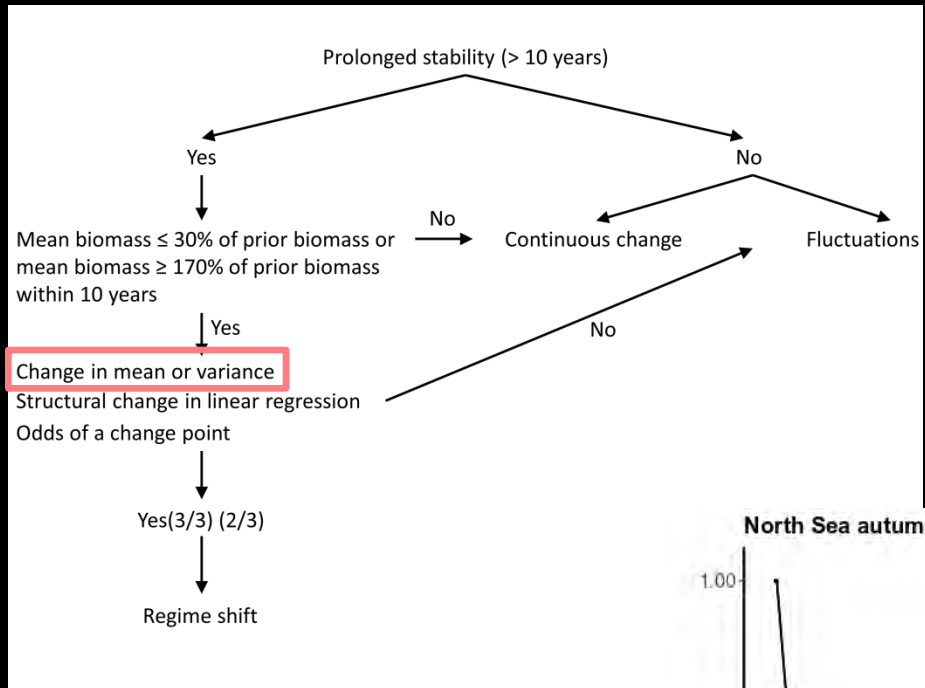 Prolonged stability (> 10 years)
Yes
No
Mean biomass ≤ 30% of prior biomass or
mean biomass ≥ 170% of prior biomass
within 10 years
No
Continuous change
Fluctuations
Yes
No
Change in mean or variance
Structural change in linear regression
Odds of a change point
Yes(3/3) (2/3)
Regime shift
North Sea autum
1.00